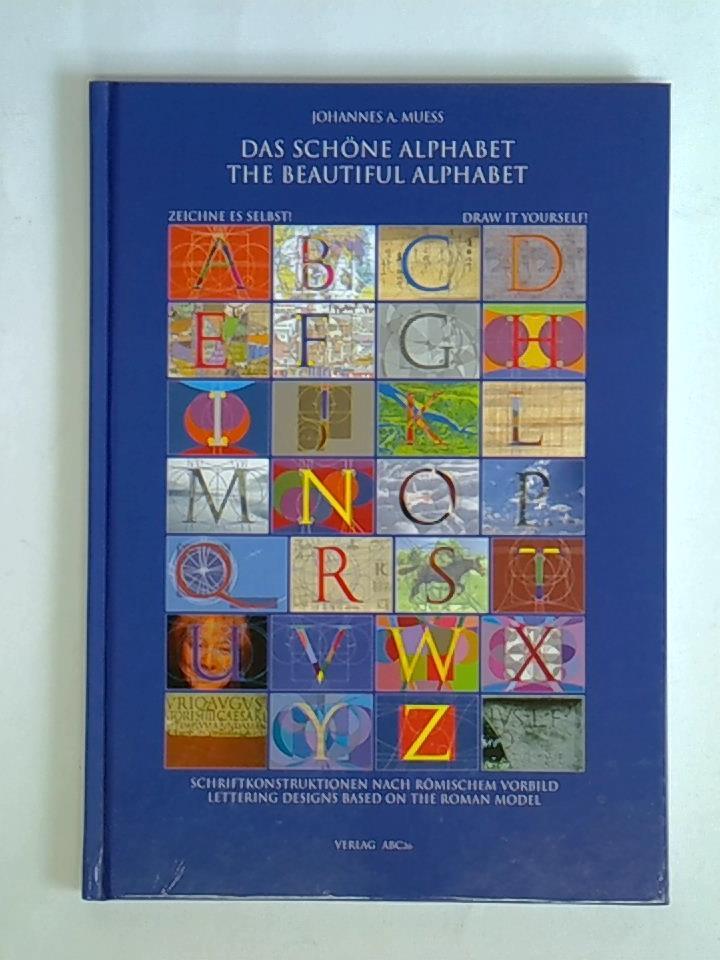 JOHANNES A. MUESS
DAS SCHÖNE ALPHABET
THE BEAUTIFUL ALPHABET
ZEICHNE ES SELBST! DRAW IT YOURSELF!
A B C D
E F G H
I J K L
M N O P
Q R S T
U V W X
Y Z
SCHRIFTKONSTRUKTIONEN NACH RÖMISCHEM VORBILD
LETTERING DESIGNS BASED ON THE ROMAN MODEL
VERLAG ABC26